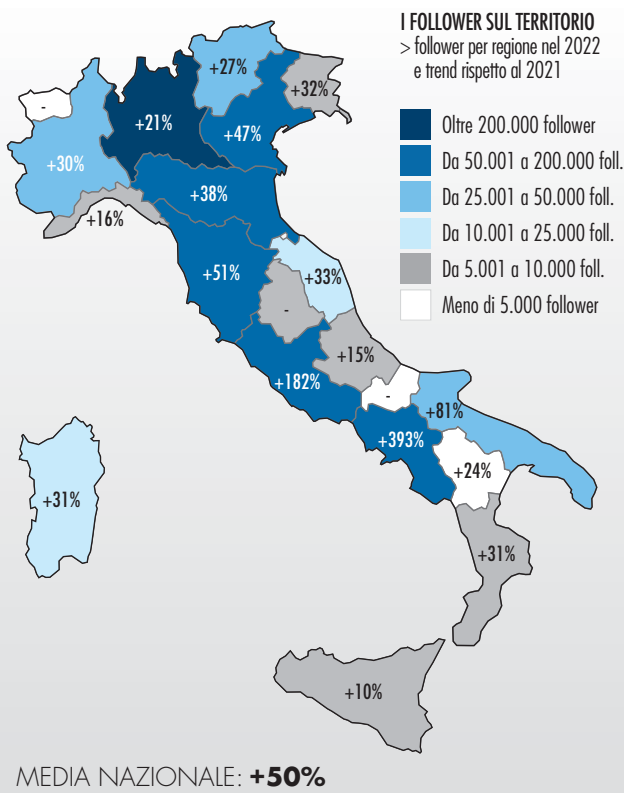 I FOLLOWER SUL TERRITORIO
> follower per regione nel 2022
e trend rispetto al 2021
Oltre 200.000 follower
Da 50.001 a 200.000 foll.
Da 25.001 a 50.000 foll.
Da 10.001 a 25.000 foll.
Da 5.001 a 10.000 foll.
Meno di 5.000 follower
+27%
+32%
-
+21%
+47%
+30%
+38%
+16%
+51%
+33%
-
+15%
+182%
-
+81%
+393%
+24%
+31%
+31%
+10%
MEDIA NAZIONALE: +50%